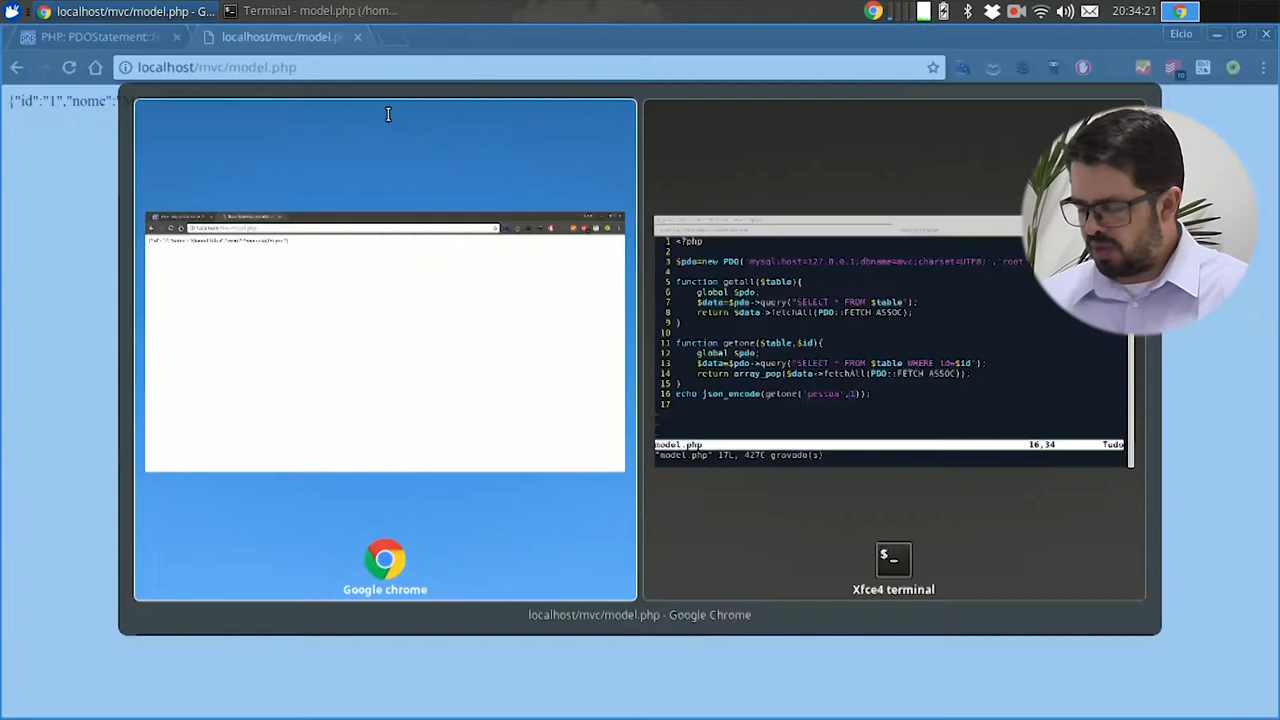 localhost/mvc/model.php - G...
Terminal - model.php (/hom...
20:34:21
PHP: PDOStatement::fe
localhost/mvc/model.p
Elcio
localhost/mvc/model.php
10
{"id":"1","nome":"
1 <?php
2
3 $pdo=new PDO('mysql:host=127.0.0.1;dbname=mvc;charset=UTF8;','root
4
5 function getall($table){
6 global $pdo;
7 $data=$pdo->query("SELECT * FROM $table");
8 return $data->fetchAll(PDO::FETCH_ASSOC);
9 }
10
11 function getone($table,$id){
12 global $pdo;
13 $data=$pdo->query("SELECT * FROM $table WHERE id=$id");
14 return array_pop($data->fetchAll(PDO::FETCH_ASSOC));
15 }
16 echo json_encode(getone('pessoa',1));
17
model.php 16,34 Tudo
"model.php" 17L, 427C gravado(s)
$_
Google chrome
Xfce4 terminal
localhost/mvc/model.php - Google Chrome